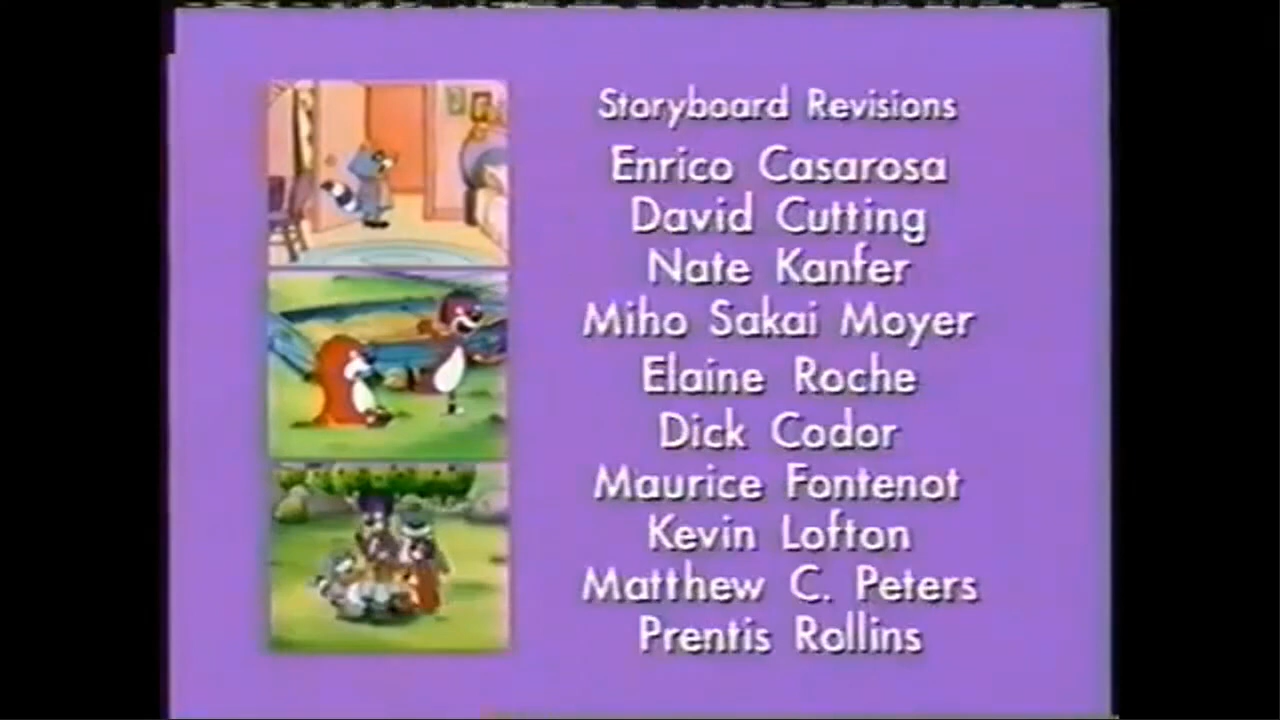 Storyboard Revisions
Enrico Casarosa
David Cutting
Nate Kanfer
Miho Sakai Moyer
Elaine Roche
Dick Codor
Maurice Fontenot
Kevin Lofton
Matthew C. Peters
Prentis Rollins